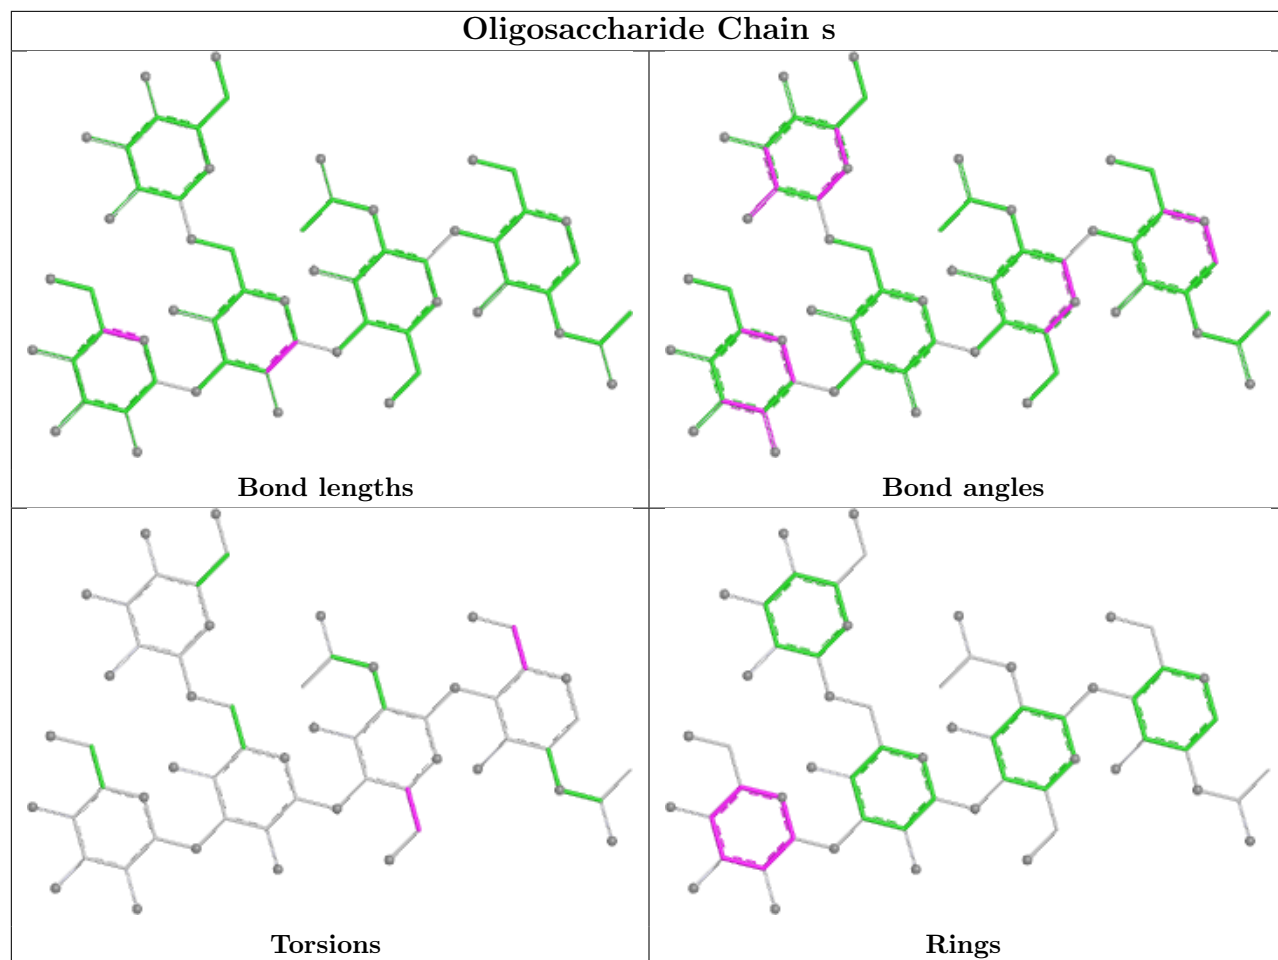 Oligosaccharide Chain s
Bond lengths
Bond angles
Torsions
Rings